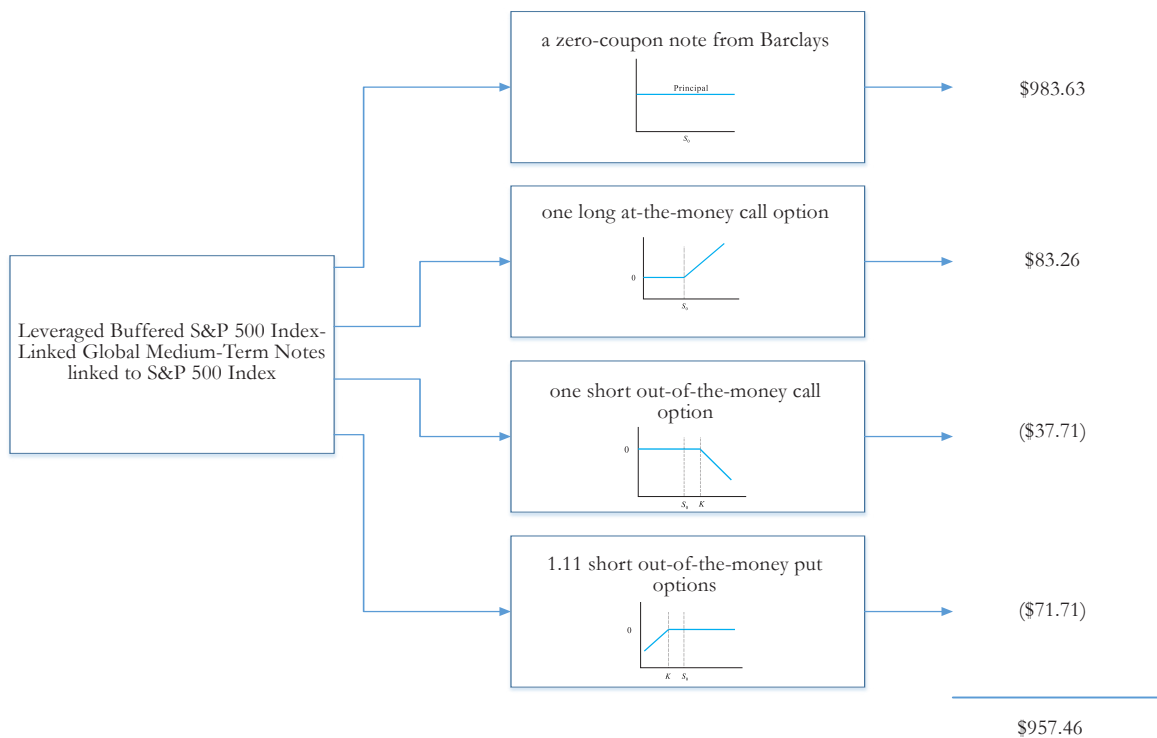 a zero-coupon note from Barclays
Principal
S₀
$983.63
one long at-the-money call option
0
S₀
$83.26
Leveraged Buffered S&P 500 Index-
Linked Global Medium-Term Notes
linked to S&P 500 Index
one short out-of-the-money call
option
0
S₀ K
($37.71)
1.11 short out-of-the-money put
options
0
K S₀
($71.71)
$957.46